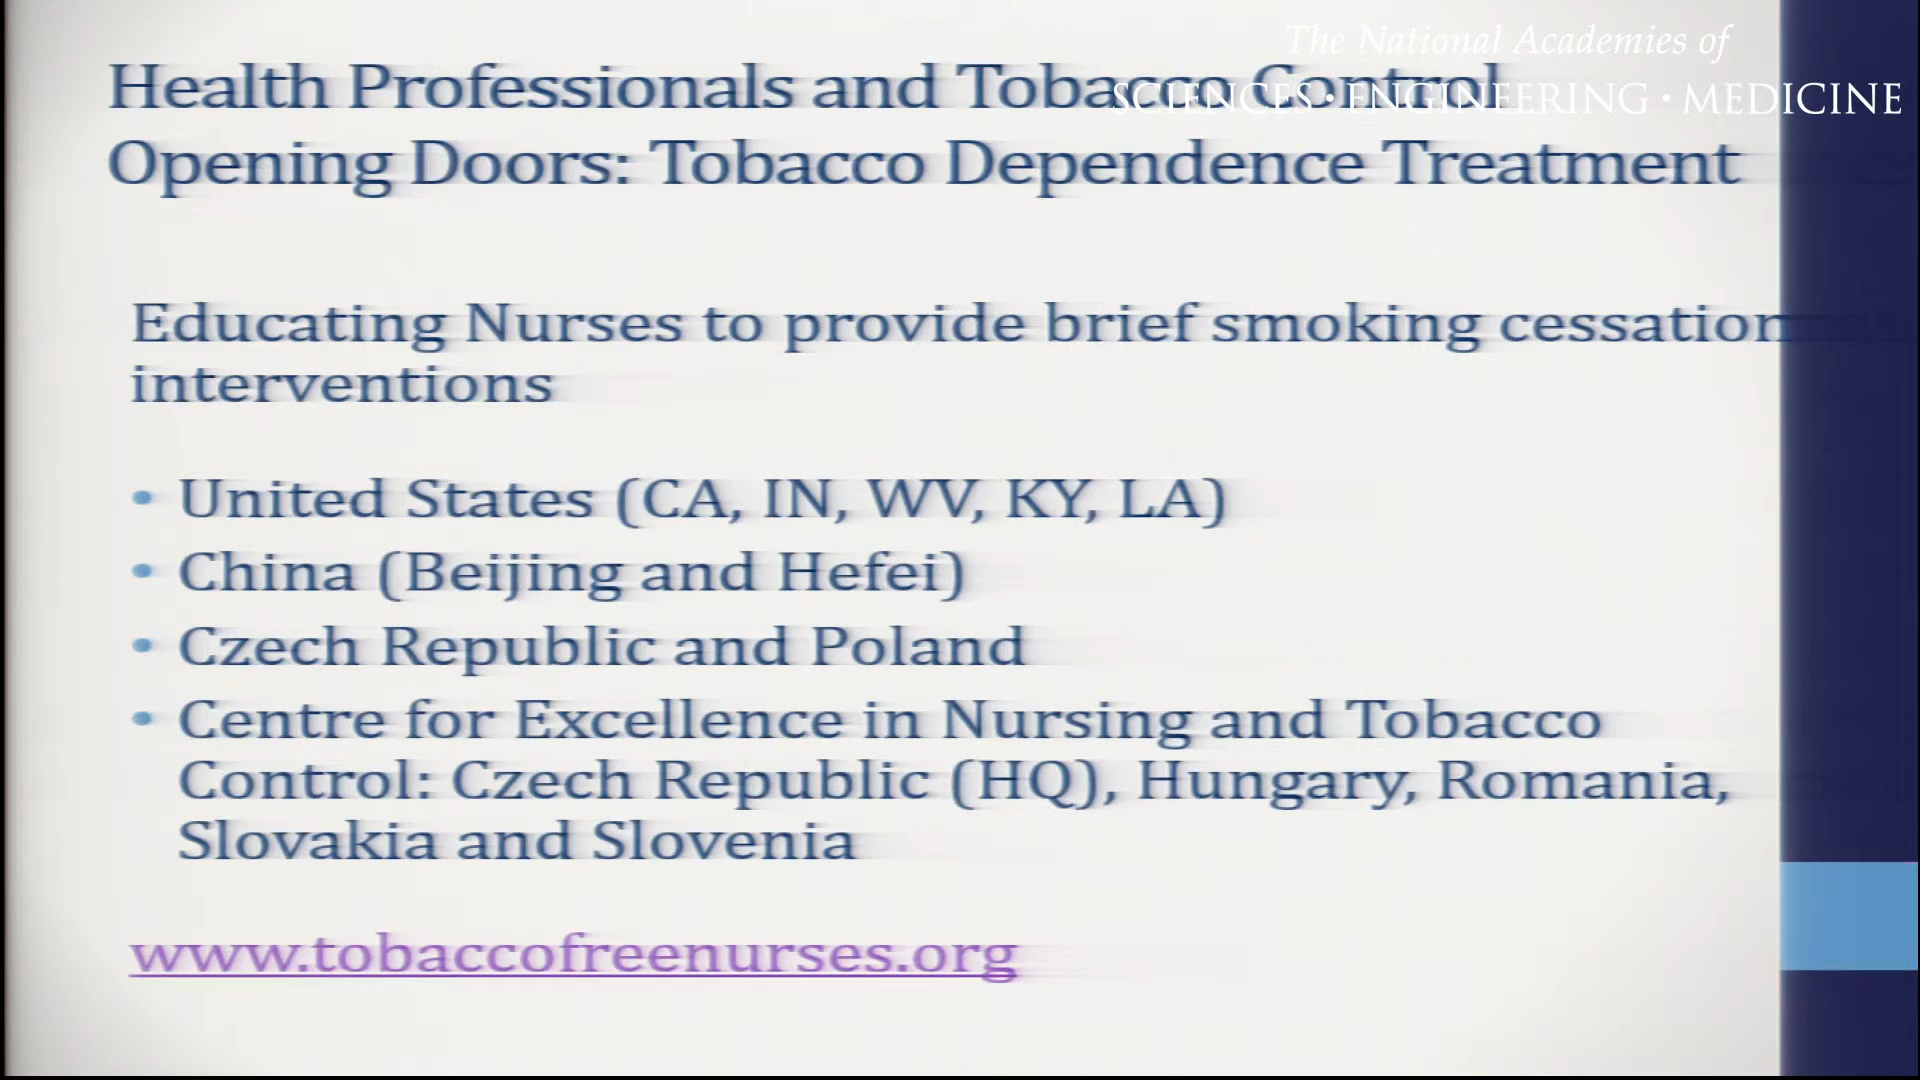 The National Academies of
SCIENCES • ENGINEERING • MEDICINE
Health Professionals and Tobacco Control
Opening Doors: Tobacco Dependence Treatment
Educating Nurses to provide brief smoking cessation
interventions
• United States (CA, IN, WV, KY, LA)
• China (Beijing and Hefei)
• Czech Republic and Poland
• Centre for Excellence in Nursing and Tobacco
Control: Czech Republic (HQ), Hungary, Romania,
Slovakia and Slovenia
www.tobaccofreenurses.org